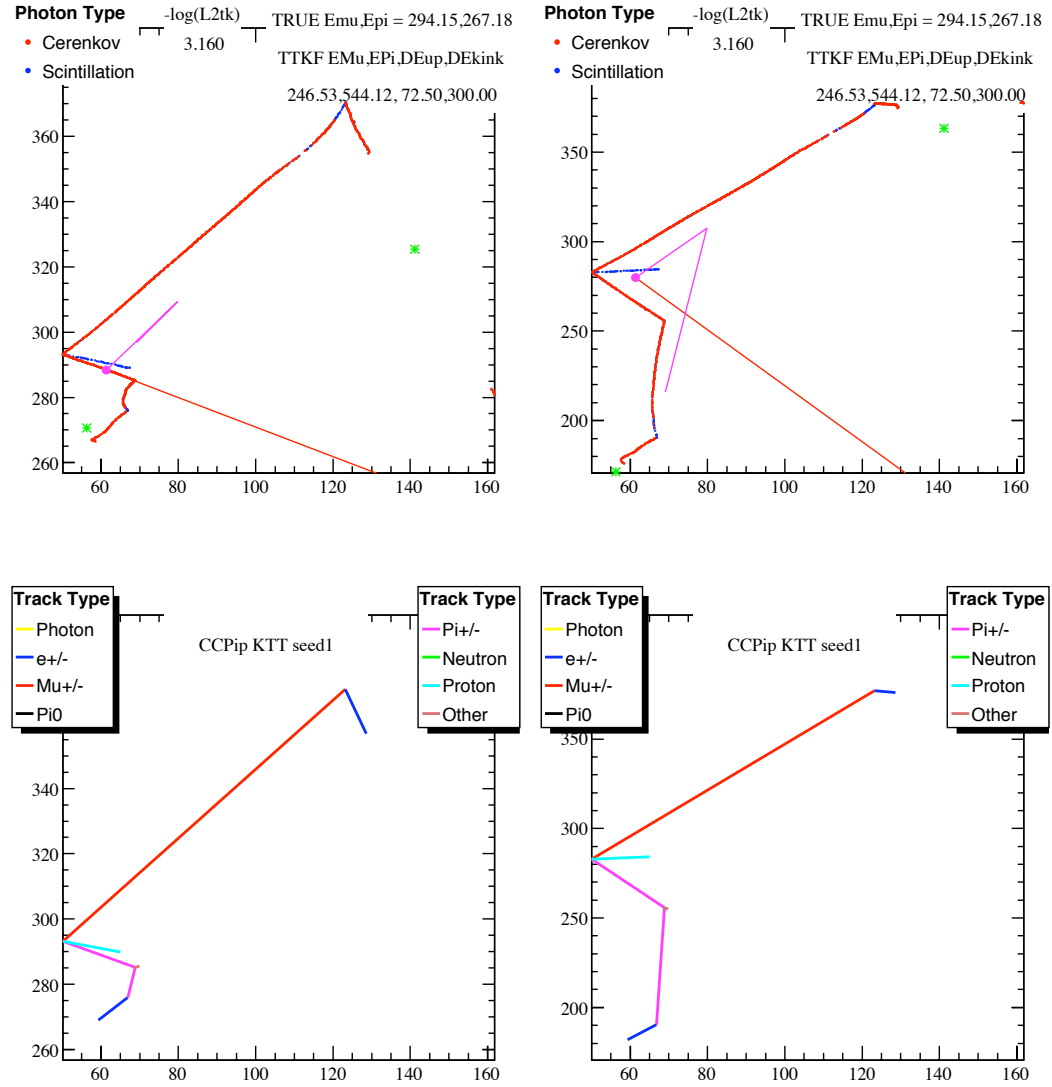 Photon Type
Cerenkov
Scintillation
-log(L2tk)
3.160
100
TRUE Emu,Epi = 294.15,267.18
TTKF EMu,EPi,DEup,DEkink
246.53,544.12, 72.50,300.00
360
340
320
300
280
260
60 80 100 120 140 160
Photon Type
Cerenkov
Scintillation
-log(L2tk)
3.160
100
TRUE Emu,Epi = 294.15,267.18
TTKF EMu,EPi,DEup,DEkink
246.53,544.12, 72.50,300.00
350
300
250
200
60 80 100 120 140 160
Track Type
Photon
e+/-
Mu+/-
Pi0
CCPip KTT seed1
Track Type
Pi+/-
Neutron
Proton
Other
340
320
300
280
260
60 80 100 120 140 160
Track Type
Photon
e+/-
Mu+/-
Pi0
CCPip KTT seed1
Track Type
Pi+/-
Neutron
Proton
Other
350
300
250
200
60 80 100 120 140 160